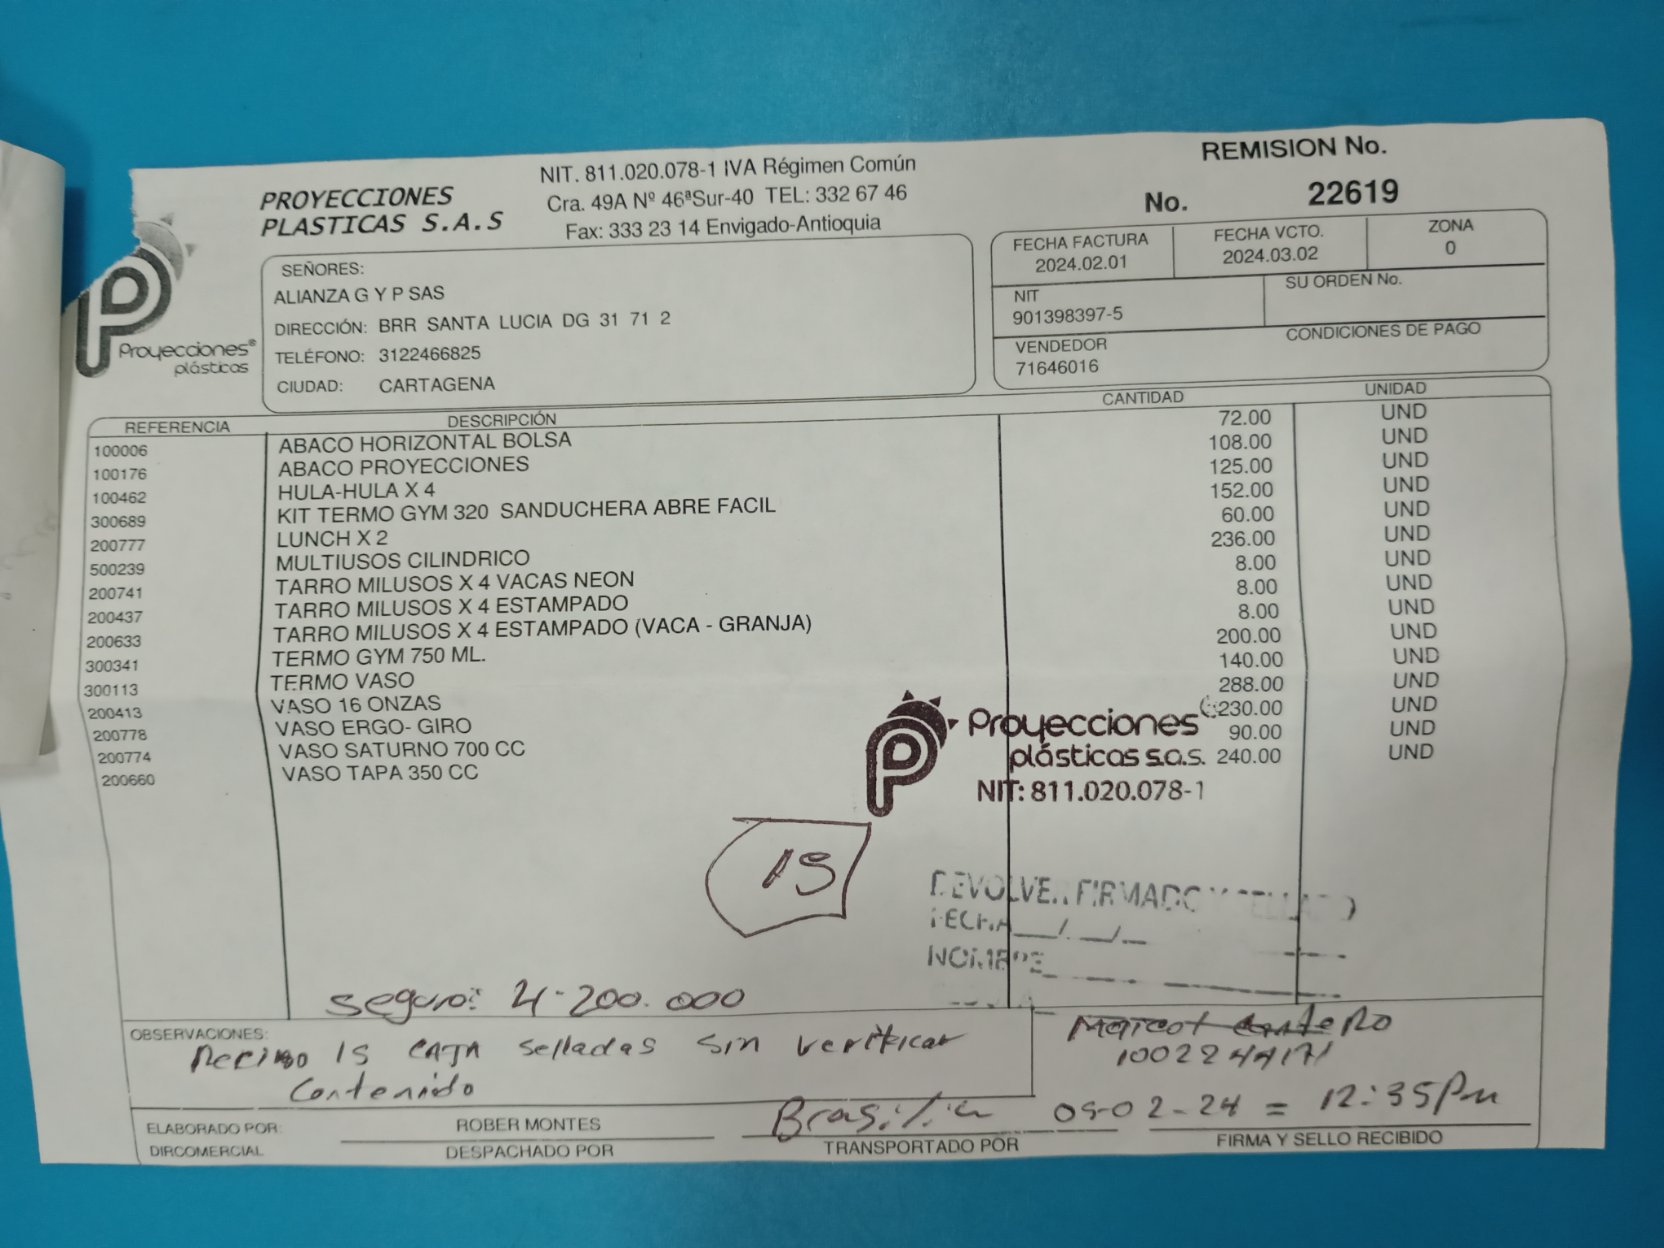 REMISION No.
PROYECCIONES
PLASTICAS S.A.S
NIT. 811.020.078-1 IVA Régimen Común
Cra. 49A Nº 46ªSur-40 TEL: 332 67 46
Fax: 333 23 14 Envigado-Antioquia
No. 22619
Proyecciones®
plásticas
SEÑORES:
ALIANZA G Y P SAS
DIRECCIÓN: BRR SANTA LUCIA DG 31 71 2
TELÉFONO: 3122466825
CIUDAD: CARTAGENA
FECHA FACTURA FECHA VCTO. ZONA
2024.02.01 2024.03.02 0
NIT SU ORDEN No.
901398397-5
VENDEDOR CONDICIONES DE PAGO
71646016
REFERENCIA DESCRIPCIÓN CANTIDAD UNIDAD
100006 ABACO HORIZONTAL BOLSA 72.00 UND
100176 ABACO PROYECCIONES 108.00 UND
100462 HULA-HULA X 4 125.00 UND
300689 KIT TERMO GYM 320 SANDUCHERA ABRE FACIL 152.00 UND
200777 LUNCH X 2 60.00 UND
500239 MULTIUSOS CILINDRICO 236.00 UND
200741 TARRO MILUSOS X 4 VACAS NEON 8.00 UND
200437 TARRO MILUSOS X 4 ESTAMPADO 8.00 UND
200633 TARRO MILUSOS X 4 ESTAMPADO (VACA - GRANJA) 8.00 UND
300341 TERMO GYM 750 ML. 200.00 UND
300113 TERMO VASO 140.00 UND
200413 VASO 16 ONZAS 288.00 UND
200778 VASO ERGO- GIRO 230.00 UND
200774 VASO SATURNO 700 CC 90.00 UND
200660 VASO TAPA 350 CC 240.00 UND
Proyecciones
plásticas s.a.s.
NIT: 811.020.078-1
15
DEVOLVER FIRMADO Y SELLADO
FECHA__/__/__
NOMBRE
Seguro: 4.200.000
OBSERVACIONES:
Recibo 15 CAJA selladas sin verificar
Contenido
1002244171
09-02-24 = 12:35Pm
Brasilia
ELABORADO POR:
DIRCOMERCIAL
ROBER MONTES
DESPACHADO POR
TRANSPORTADO POR
FIRMA Y SELLO RECIBIDO